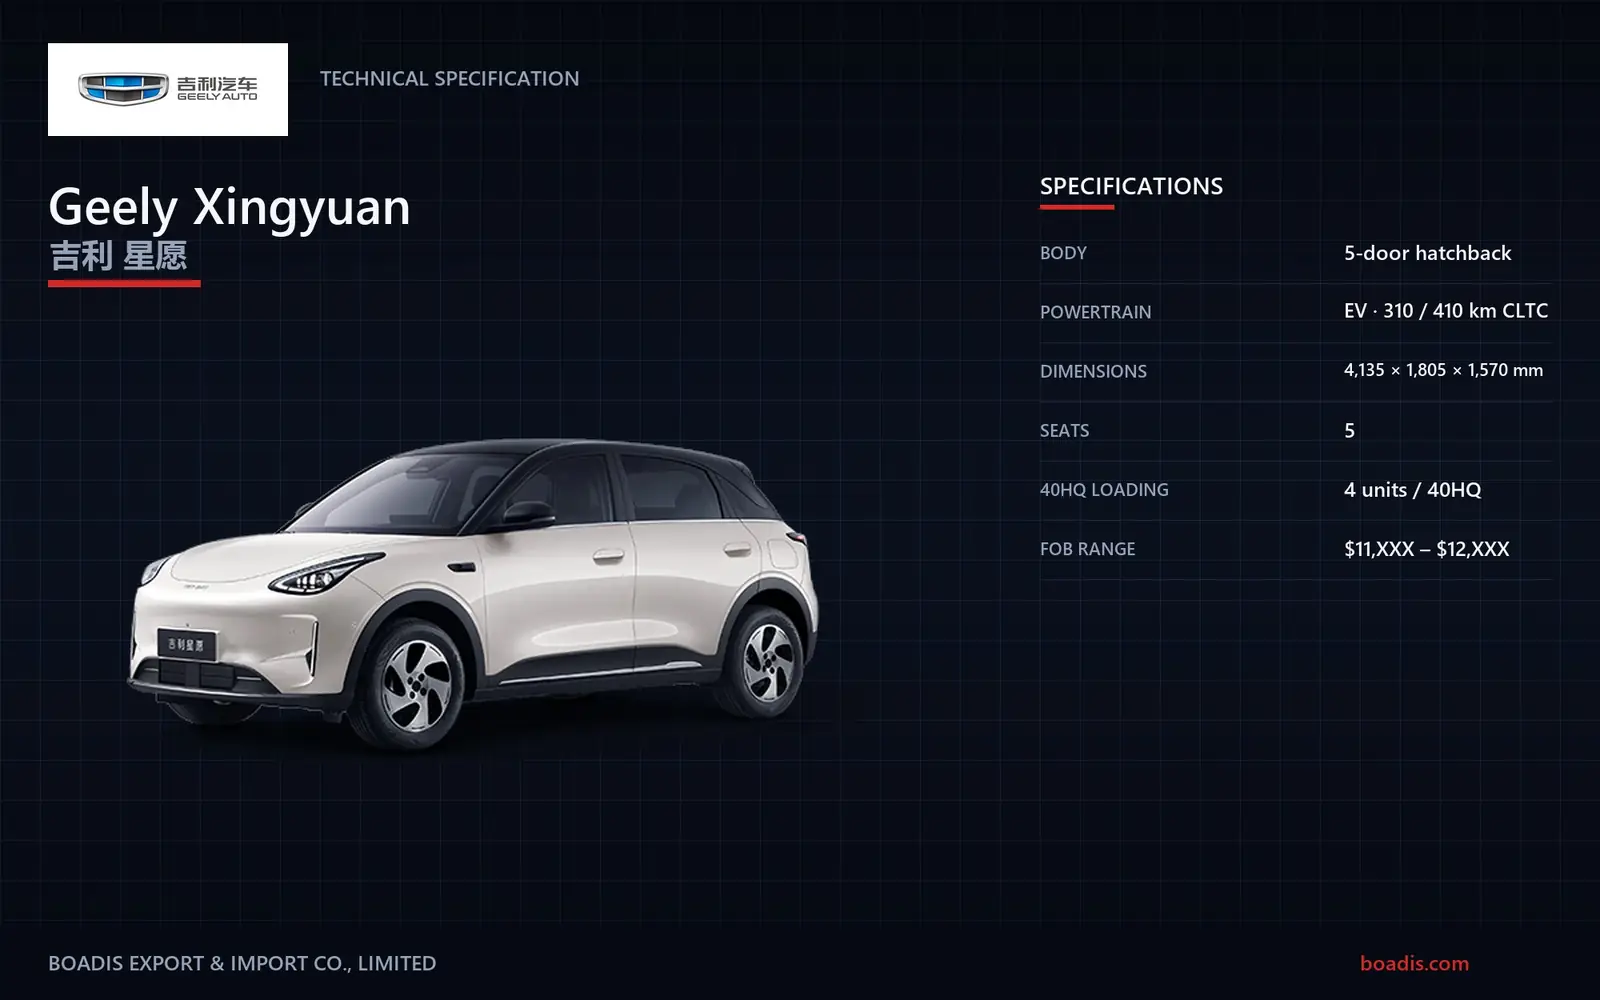 吉利汽车
GEELY AUTO
TECHNICAL SPECIFICATION
Geely Xingyuan
吉利 星愿
吉利星愿
SPECIFICATIONS
BODY 5-door hatchback
POWERTRAIN EV · 310 / 410 km CLTC
DIMENSIONS 4,135 × 1,805 × 1,570 mm
SEATS 5
40HQ LOADING 4 units / 40HQ
FOB RANGE $11,XXX – $12,XXX
BOADIS EXPORT & IMPORT CO., LIMITED
boadis.com